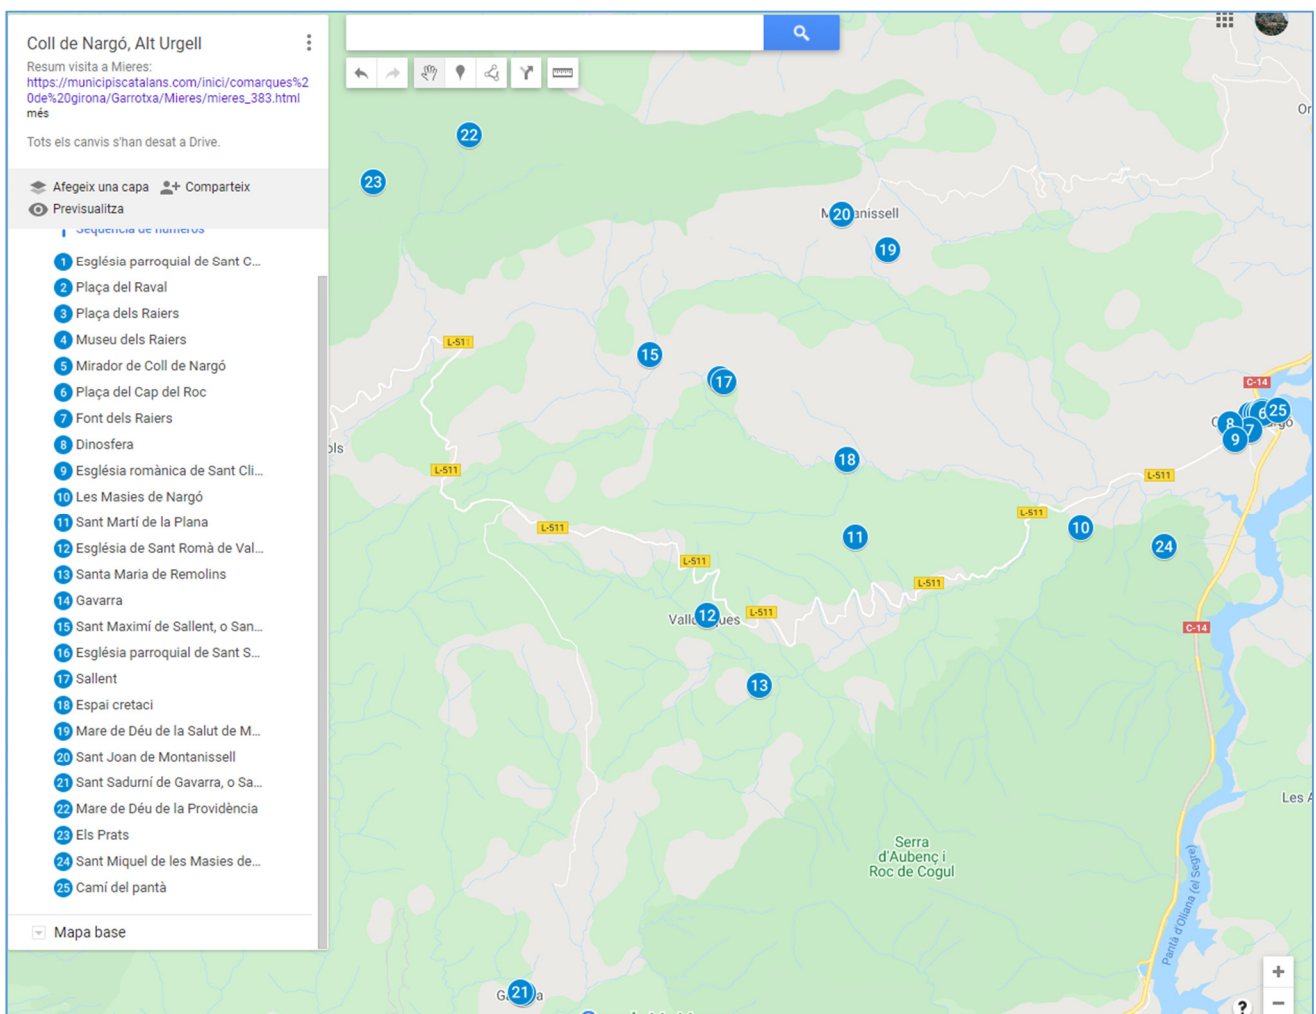 Coll de Nargó, Alt Urgell
Resum visita a Mieres:
https://municipiscatalans.com/inici/comarques%2
0de%20girona/Garrotxa/Mieres/mieres_383.html
més
Tots els canvis s'han desat a Drive.
Afegeix una capa Comparteix
Previsualitza
Seqüència de números
1 Església parroquial de Sant C...
2 Plaça del Raval
3 Plaça dels Raiers
4 Museu dels Raiers
5 Mirador de Coll de Nargó
6 Plaça del Cap del Roc
7 Font dels Raiers
8 Dinosfera
9 Església romànica de Sant Cli...
10 Les Masies de Nargó
11 Sant Martí de la Plana
12 Església de Sant Romà de Val...
13 Santa Maria de Remolins
14 Gavarra
15 Sant Maximí de Sallent, o San...
16 Església parroquial de Sant S...
17 Sallent
18 Espai cretaci
19 Mare de Déu de la Salut de M...
20 Sant Joan de Montanissell
21 Sant Sadurní de Gavarra, o Sa...
22 Mare de Déu de la Providència
23 Els Prats
24 Sant Miquel de les Masies de...
25 Camí del pantà
Mapa base
22
23
20
M anissell
19
L-511
15
17
C-14
6 25
8
7
9
ols
18
L-511
L-511
L-511
10
L-511
11
24
L-511
L-511
12
L-511
C-14
13
Les A
Serra
d'Aubenç i
Roc de Cogul
Pantà d'Oliana (el Segre)
21
+
?
−